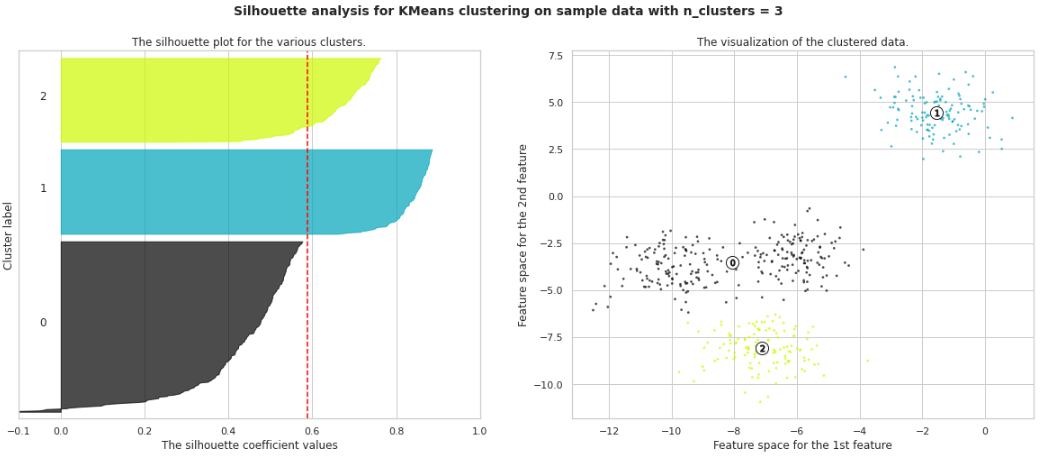 Silhouette analysis for KMeans clustering on sample data with n_clusters = 3
The silhouette plot for the various clusters.
2
1
0
Cluster label
−0.1 0.0 0.2 0.4 0.6 0.8 1.0
The silhouette coefficient values
The visualization of the clustered data.
7.5
5.0
2.5
0.0
−2.5
−5.0
−7.5
−10.0
Feature space for the 2nd feature
1
0
2
−12 −10 −8 −6 −4 −2 0
Feature space for the 1st feature